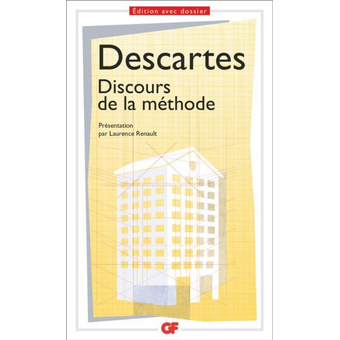 Édition avec dossier
Descartes
Discours
de la méthode
Présentation
par Laurence Renault
GF